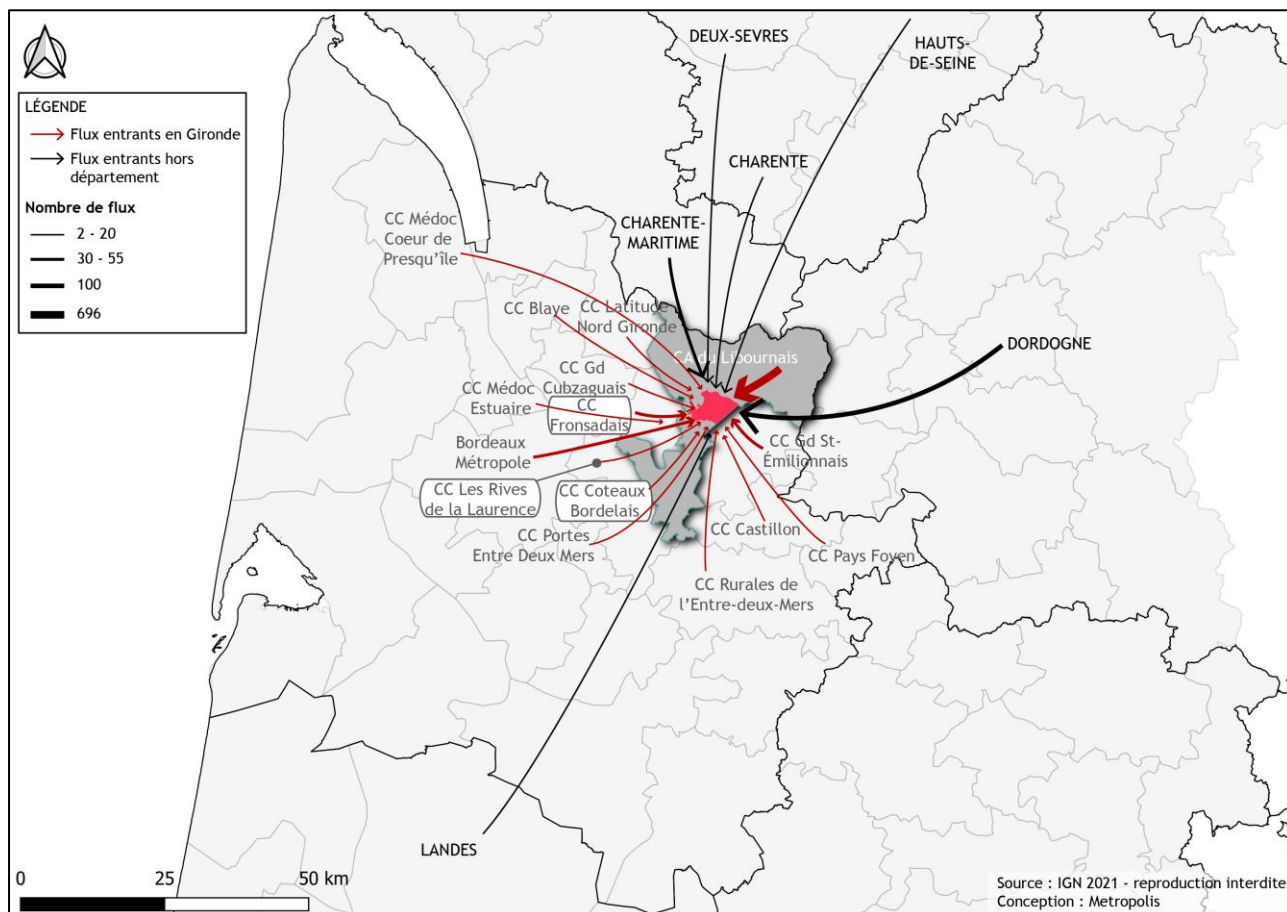 DEUX-SEVRES
HAUTS-
DE-SEINE
LÉGENDE
Flux entrants en Gironde
Flux entrants hors
département
Nombre de flux
2 - 20
30 - 55
100
696
CHARENTE
CC Médoc
Coeur de
Presqu'île
CHARENTE-
MARITIME
CC Blaye
CC Latitude
Nord Gironde
CA du Libournais
DORDOGNE
CC Gd
Cubzaguais
CC Médoc
Estuaire
CC
Fronsadais
Bordeaux
Métropole
CC Gd St-
Émilionnais
CC Les Rives
de la Laurence
CC Coteaux
Bordelais
CC Portes
Entre Deux Mers
CC Castillon
CC Pays Foyen
CC Rurales de
l'Entre-deux-Mers
LANDES
0 25 50 km
Source : IGN 2021 - reproduction interdite
Conception : Metropolis